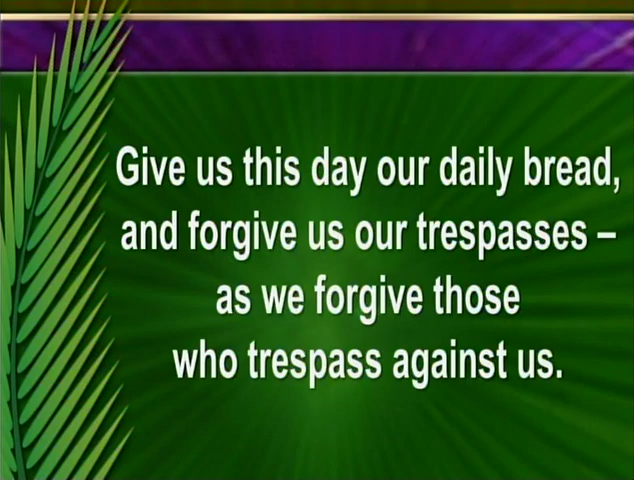 Give us this day our daily bread,
and forgive us our trespasses –
as we forgive those
who trespass against us.